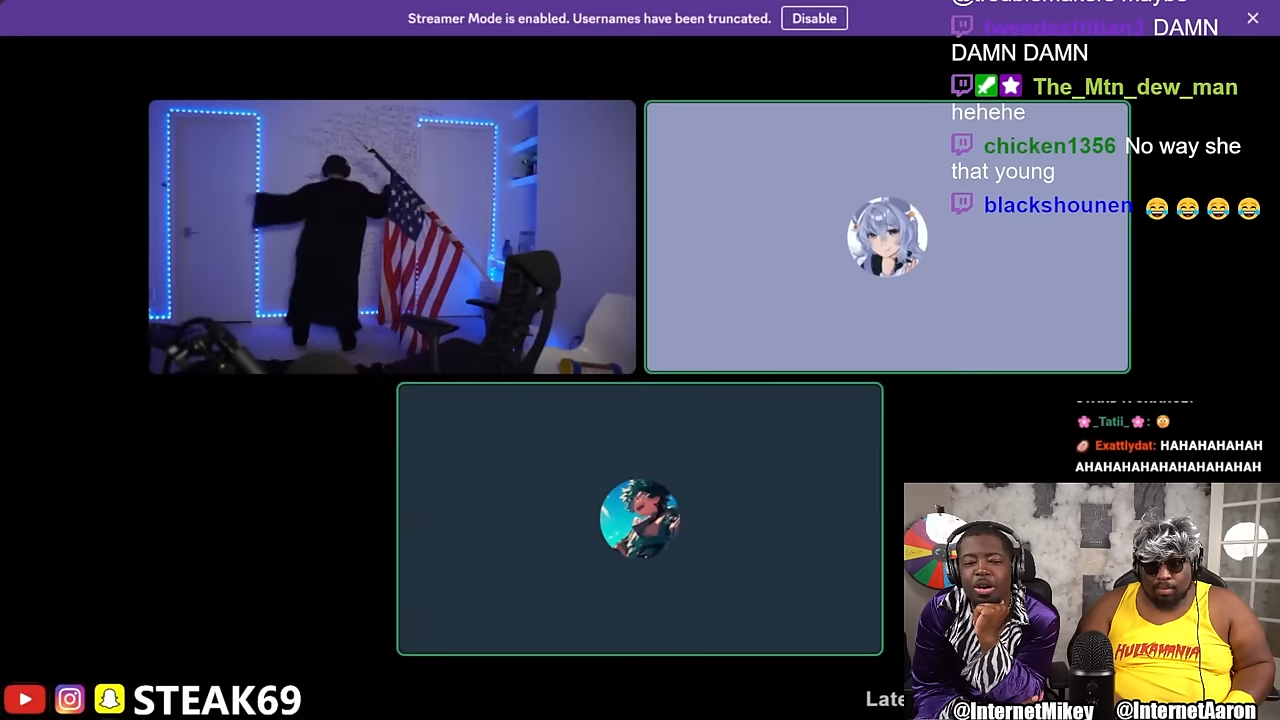 Streamer Mode is enabled. Usernames have been truncated. Disable
DAMN
DAMN DAMN
The_Mtn_dew_man
hehehe
chicken1356 No way she
that young
blackshounen 😂 😂 😂 😂
_Tatii_ :
Exattlydat: HAHAHAHAHAH
AHAHAHAHAHAHAHAHAH
HULKAMANIA
STEAK69
Late
@InternetMikey @InternetAaron